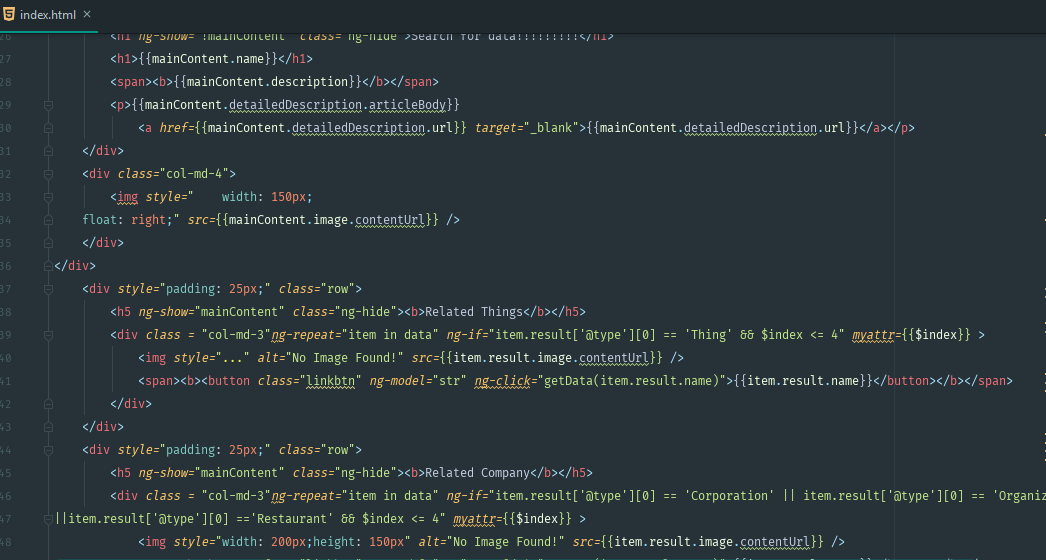 index.html ×
26 <h1 ng-show="!mainContent" class="ng-hide">Search for data!!!!!!!!!</h1>
27 <h1>{{mainContent.name}}</h1>
28 <span><b>{{mainContent.description}}</b></span>
29 <p>{{mainContent.detailedDescription.articleBody}}
30 <a href={{mainContent.detailedDescription.url}} target="_blank">{{mainContent.detailedDescription.url}}</a></p>
31 </div>
32 <div class="col-md-4">
33 <img style="    width: 150px;
34 float: right;" src={{mainContent.image.contentUrl}} />
35 </div>
36 </div>
37 <div style="padding: 25px;" class="row">
38 <h5 ng-show="mainContent" class="ng-hide"><b>Related Things</b></h5>
39 <div class = "col-md-3"ng-repeat="item in data" ng-if="item.result['@type'][0] == 'Thing' && $index <= 4" myattr={{$index}} >
40 <img style="..." alt="No Image Found!" src={{item.result.image.contentUrl}} />
41 <span><b><button class="linkbtn" ng-model="str" ng-click="getData(item.result.name)">{{item.result.name}}</button></b></span>
42 </div>
43 </div>
44 <div style="padding: 25px;" class="row">
45 <h5 ng-show="mainContent" class="ng-hide"><b>Related Company</b></h5>
46 <div class = "col-md-3"ng-repeat="item in data" ng-if="item.result['@type'][0] == 'Corporation' || item.result['@type'][0] == 'Organiz
47 ||item.result['@type'][0] =='Restaurant' && $index <= 4" myattr={{$index}} >
48 <img style="width: 200px;height: 150px" alt="No Image Found!" src={{item.result.image.contentUrl}} />